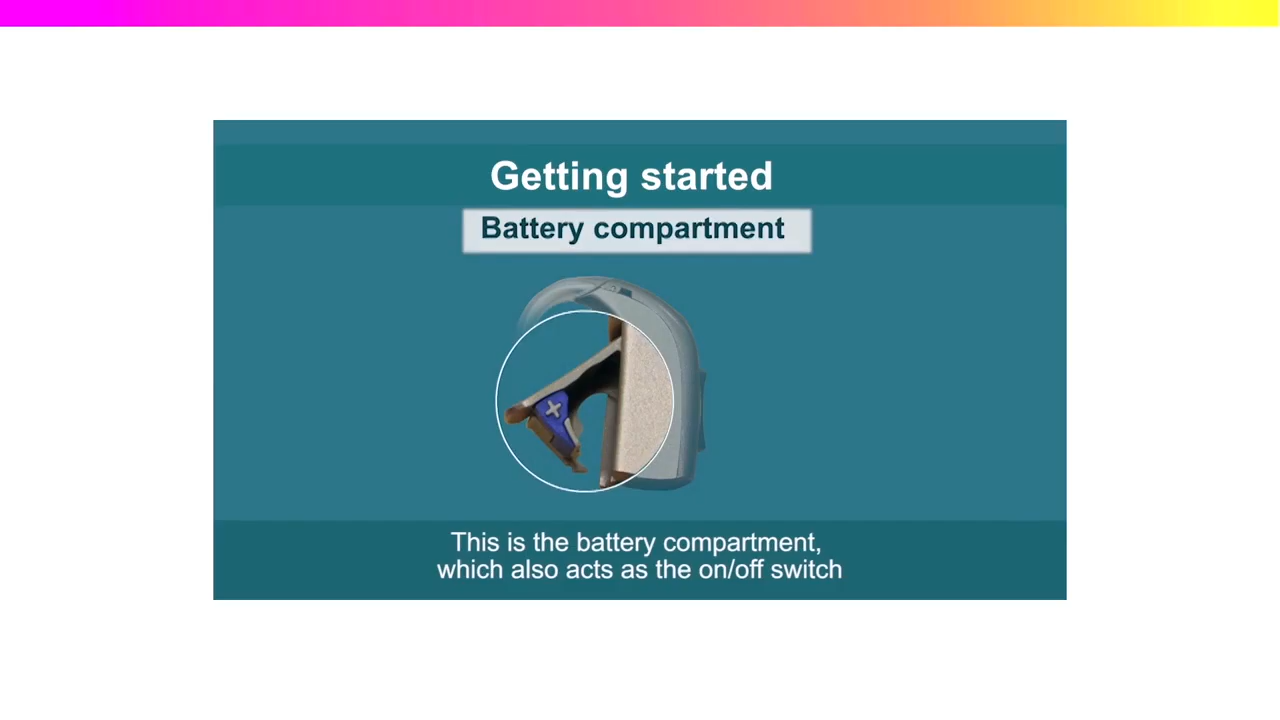 Getting started
Battery compartment
This is the battery compartment,
which also acts as the on/off switch